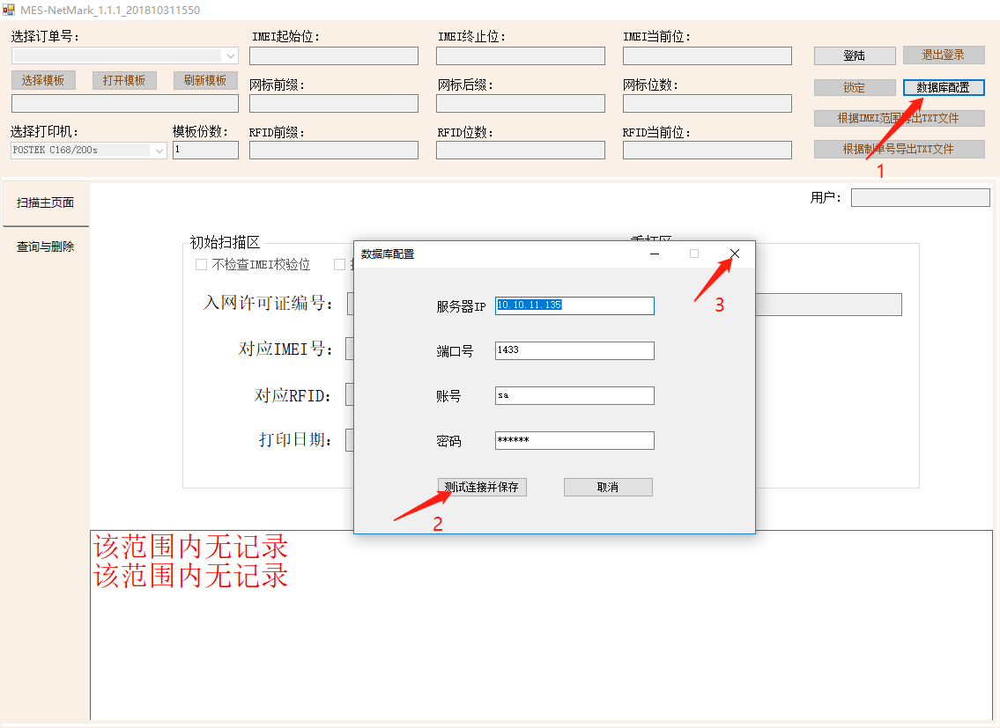 MES-NetMark_1.1.1_201810311550
选择订单号: IMEI起始位: IMEI终止位: IMEI当前位:
登陆 退出登录
选择模板 打开模板 刷新模板 网标前缀: 网标后缀: 网标位数:
锁定 数据库配置
根据IMEI范围导出TXT文件
选择打印机: 模板份数: RFID前缀: RFID位数: RFID当前位:
POSTEK C168/200s 1
根据制单号导出TXT文件
1
扫描主页面
用户:
查询与删除
初始扫描区
不检查IMEI校验位
数据库配置
3
入网许可证编号:
服务器IP 10.10.11.135
对应IMEI号:
端口号 1433
对应RFID:
账号 sa
打印日期:
密码 ******
测试连接并保存 取消
2
该范围内无记录
该范围内无记录